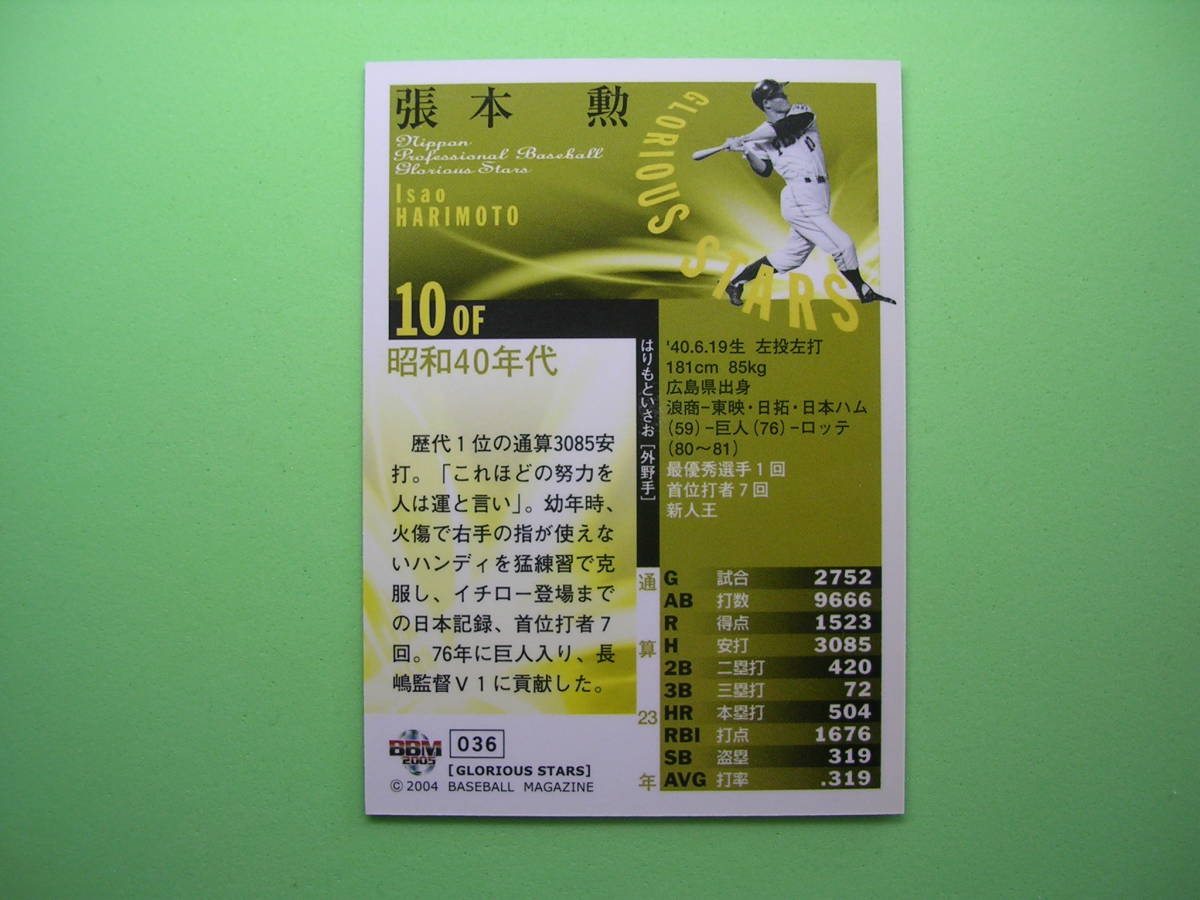 張本 勲
Nippon
Professional Baseball
Glorious Stars
Isao
HARIMOTO
GLORIOUS STARS
10 OF
昭和40年代
歴代1位の通算3085安
打。「これほどの努力を
人は運と言い」。幼年時、
火傷で右手の指が使えな
いハンディを猛練習で克
服し、イチロー登場まで
の日本記録、首位打者7
回。76年に巨人入り、長
嶋監督V1に貢献した。
はりもといさお [外野手]
'40.6.19生 左投左打
181cm 85kg
広島県出身
浪商−東映・日拓・日本ハム
(59)−巨人(76)−ロッテ
(80〜81)
最優秀選手1回
首位打者7回
新人王
通算23年
G 試合 2752
AB 打数 9666
R 得点 1523
H 安打 3085
2B 二塁打 420
3B 三塁打 72
HR 本塁打 504
RBI 打点 1676
SB 盗塁 319
AVG 打率 .319
BBM 2005
036
[GLORIOUS STARS]
© 2004 BASEBALL MAGAZINE